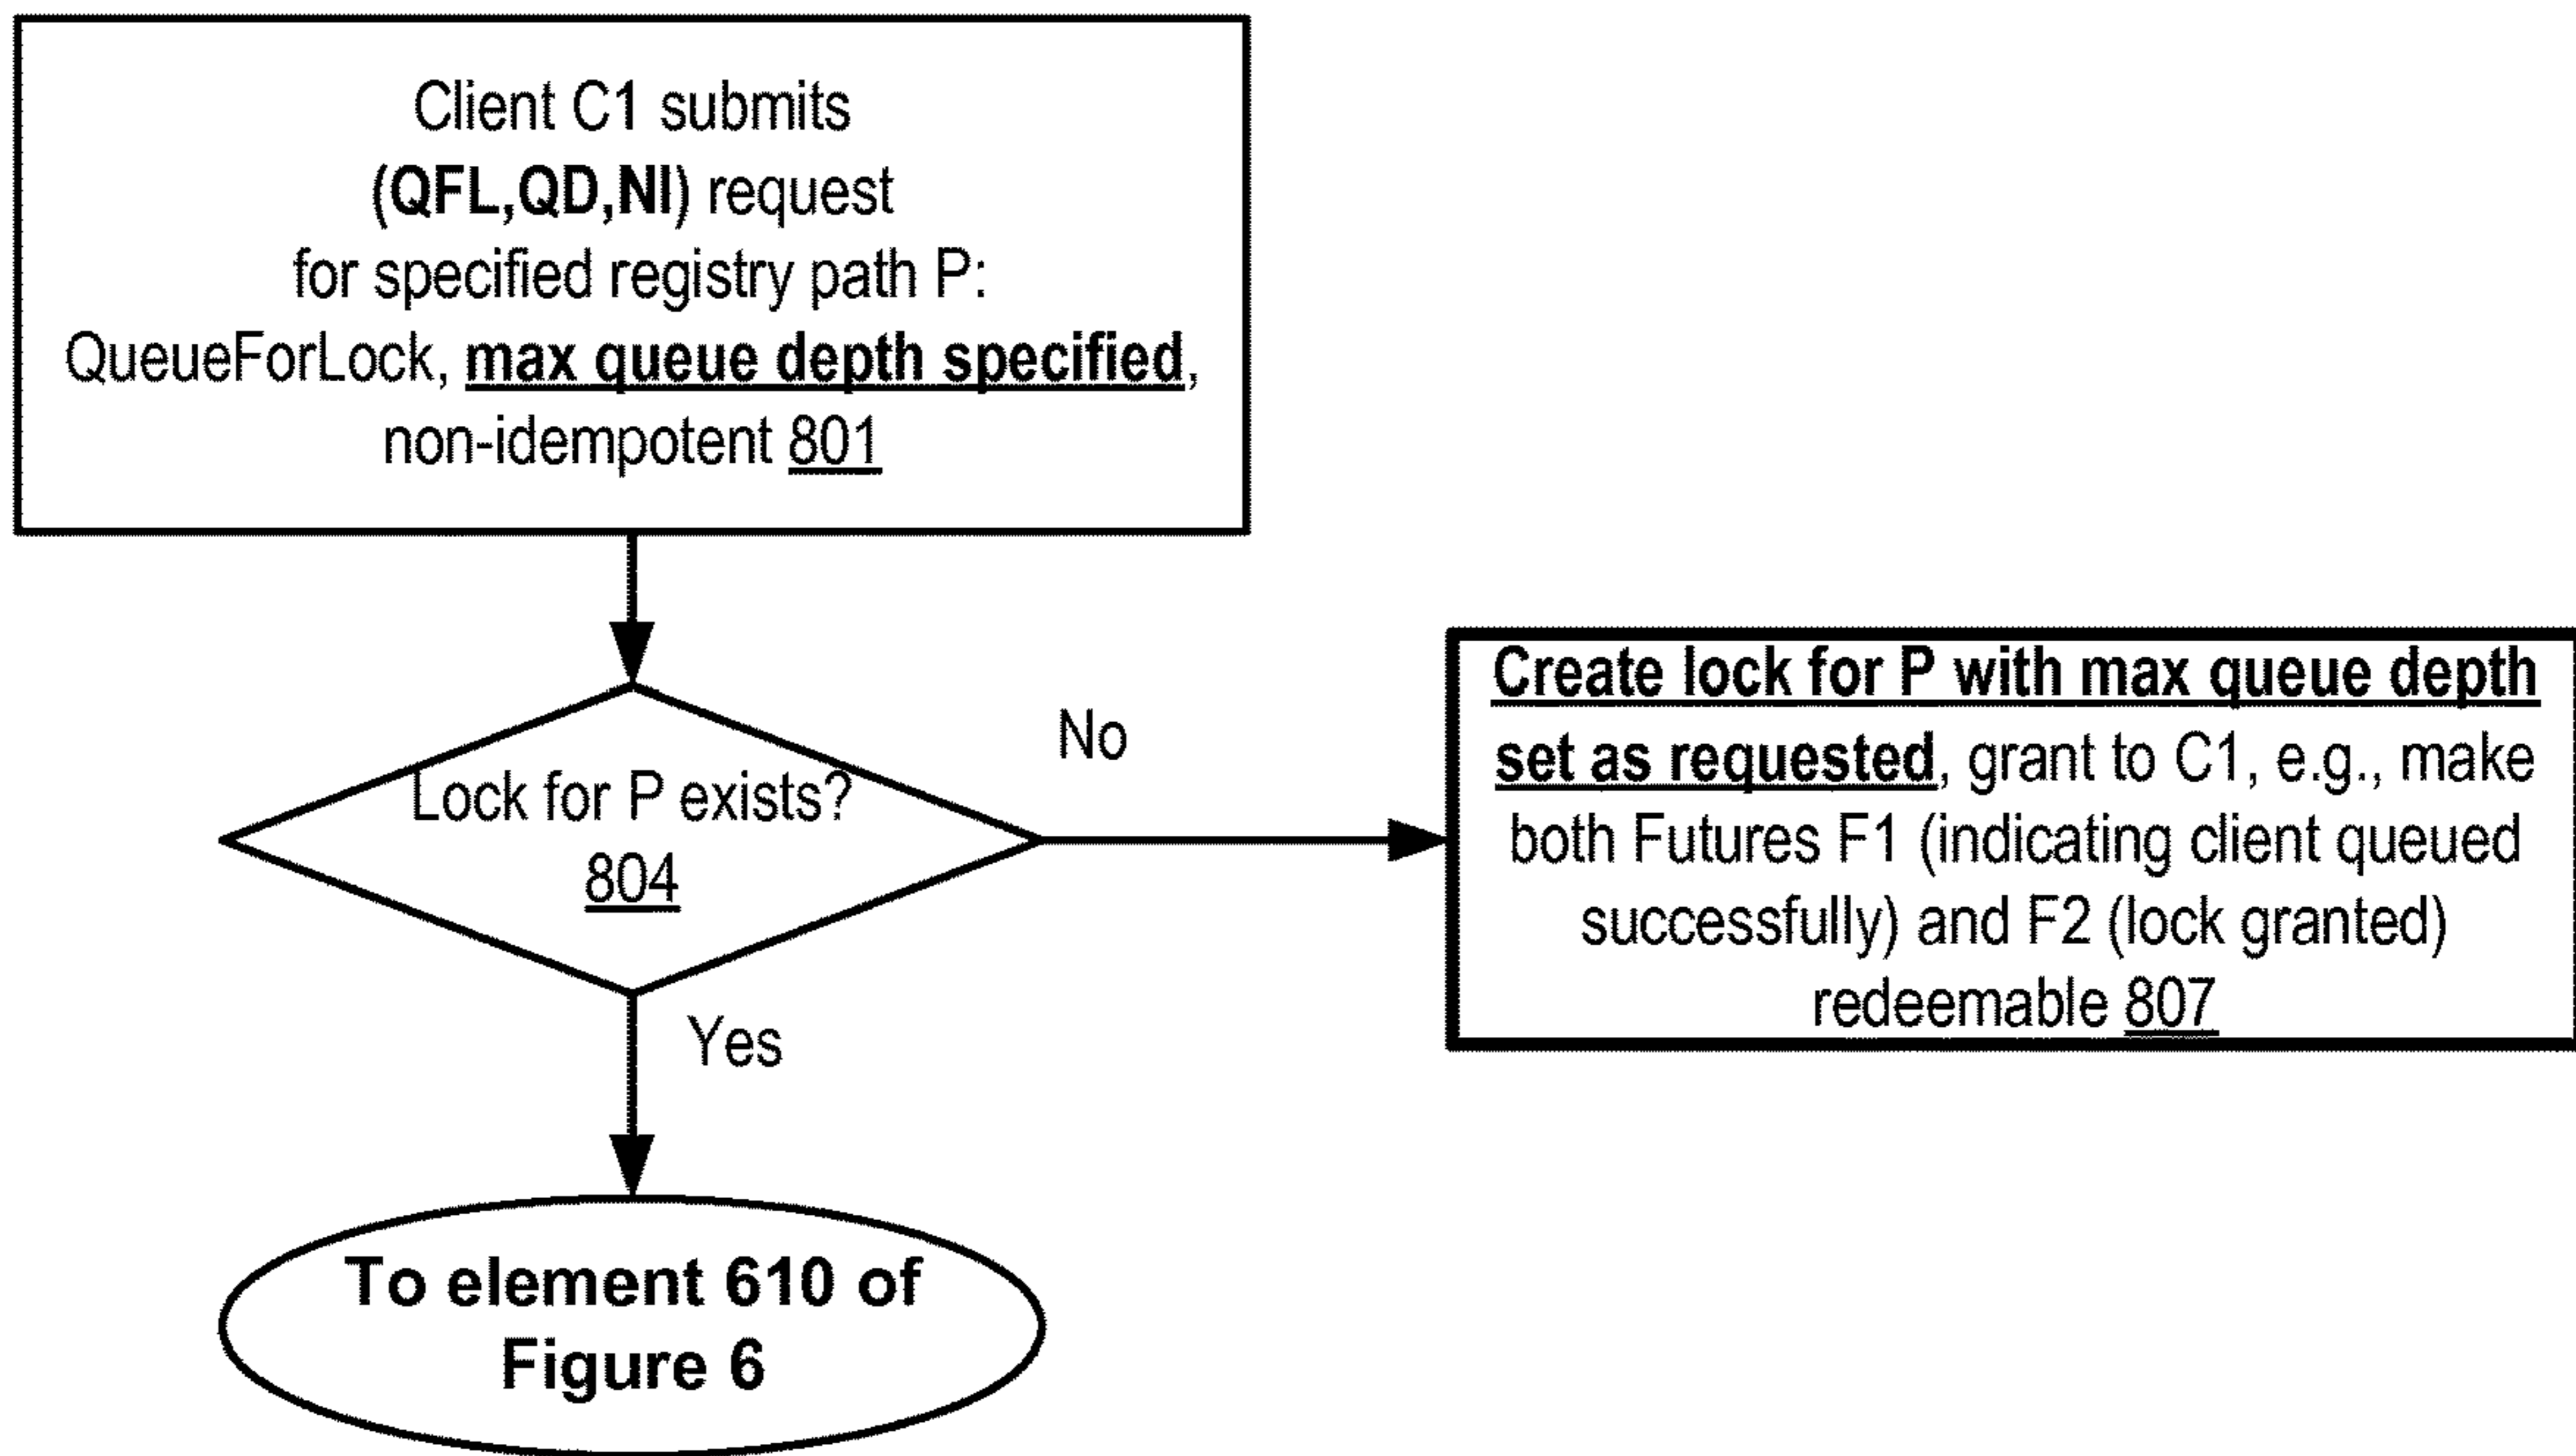 Client C1 submits
(QFL,QD,NI) request
for specified registry path P:
QueueForLock, max queue depth specified,
non-idempotent 801
Lock for P exists?
804
No
Create lock for P with max queue depth
set as requested, grant to C1, e.g., make
both Futures F1 (indicating client queued
successfully) and F2 (lock granted)
redeemable 807
Yes
To element 610 of
Figure 6